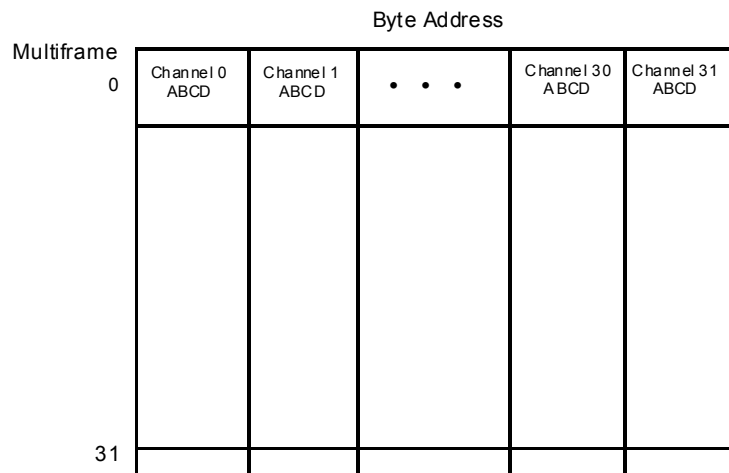 Byte Address
Multiframe
0
Channel 0
ABCD
Channel 1
ABCD
• • •
Channel 30
ABCD
Channel 31
ABCD
31